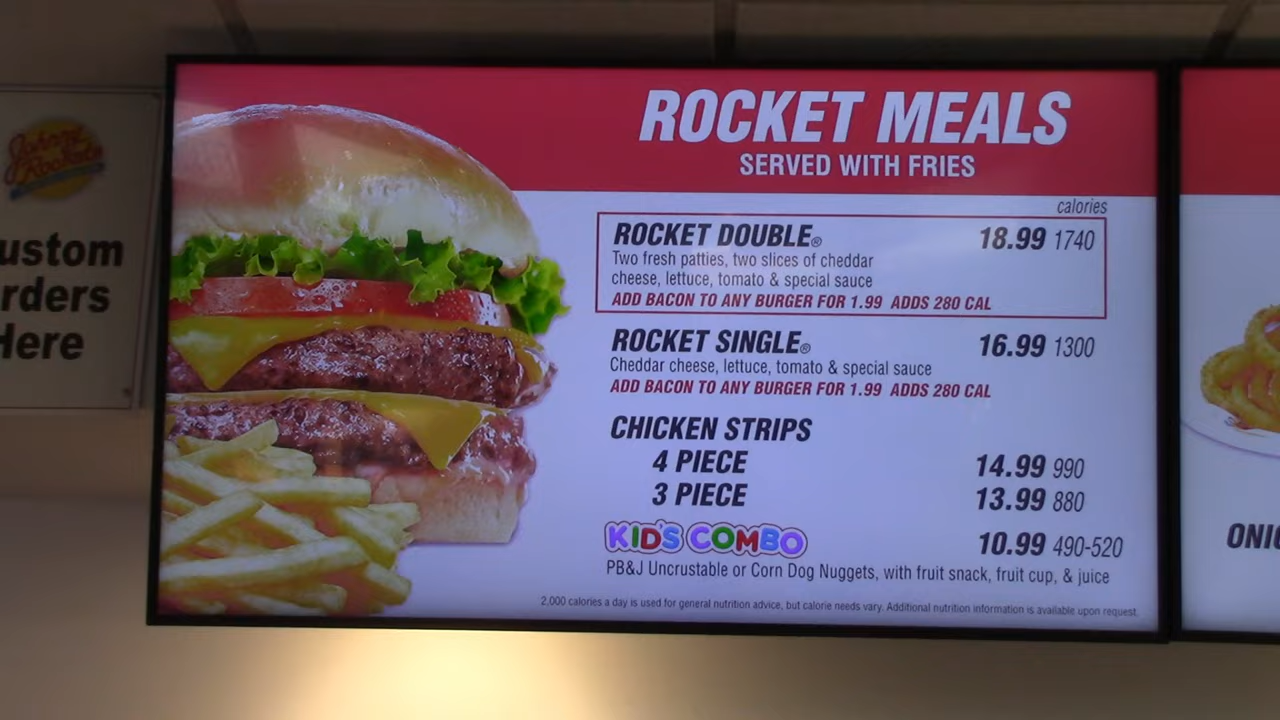 Johnny
Rockets
ustom
rders
Here
ROCKET MEALS
SERVED WITH FRIES
calories
ROCKET DOUBLE® 18.99 1740
Two fresh patties, two slices of cheddar
cheese, lettuce, tomato & special sauce
ADD BACON TO ANY BURGER FOR 1.99 ADDS 280 CAL
ROCKET SINGLE® 16.99 1300
Cheddar cheese, lettuce, tomato & special sauce
ADD BACON TO ANY BURGER FOR 1.99 ADDS 280 CAL
CHICKEN STRIPS
4 PIECE 14.99 990
3 PIECE 13.99 880
KID'S COMBO 10.99 490-520
PB&J Uncrustable or Corn Dog Nuggets, with fruit snack, fruit cup, & juice
2,000 calories a day is used for general nutrition advice, but calorie needs vary. Additional nutrition information is available upon request.
ONI